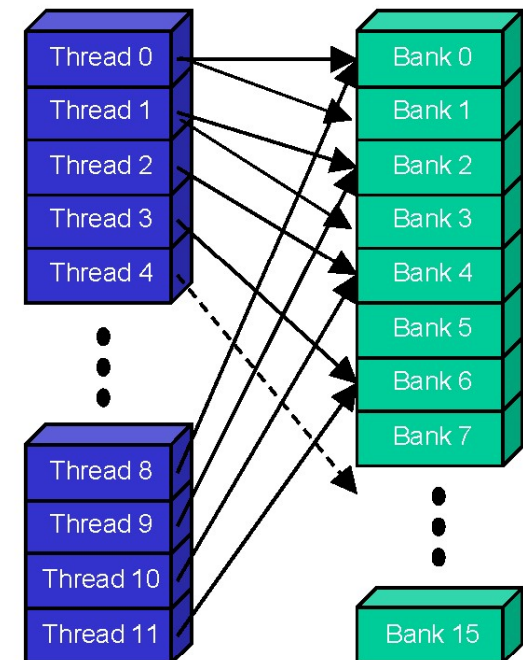 Thread 0
Thread 1
Thread 2
Thread 3
Thread 4
Thread 8
Thread 9
Thread 10
Thread 11
Bank 0
Bank 1
Bank 2
Bank 3
Bank 4
Bank 5
Bank 6
Bank 7
Bank 15